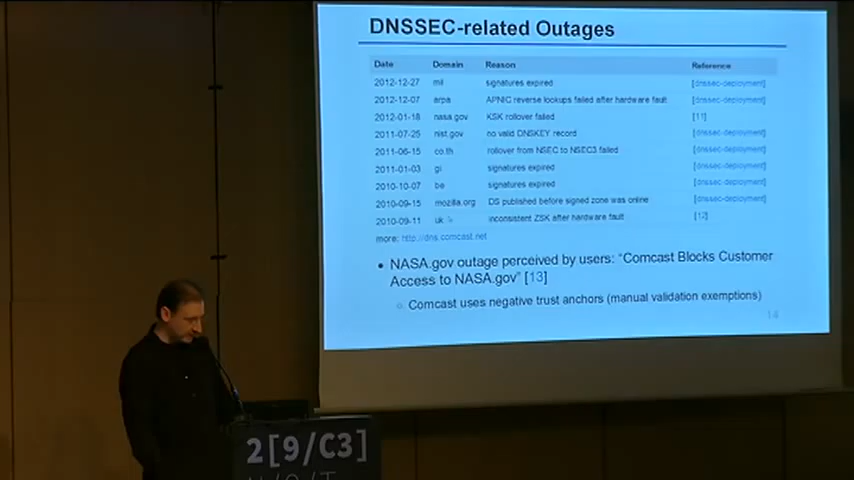 DNSSEC-related Outages
Date Domain Reason Reference
2012-12-27 mil signatures expired [dnssec-deployment]
2012-12-07 arpa APNIC reverse lookups failed after hardware fault [dnssec-deployment]
2012-01-18 nasa.gov KSK rollover failed [11]
2011-07-25 nist.gov no valid DNSKEY record [dnssec-deployment]
2011-06-15 co.th rollover from NSEC to NSEC3 failed [dnssec-deployment]
2011-01-03 gi signatures expired [dnssec-deployment]
2010-10-07 be signatures expired [dnssec-deployment]
2010-09-15 mozilla.org DS published before signed zone was online [dnssec-deployment]
2010-09-11 uk inconsistent ZSK after hardware fault [12]
more: http://dns.comcast.net
• NASA.gov outage perceived by users: “Comcast Blocks Customer
Access to NASA.gov” [13]
○ Comcast uses negative trust anchors (manual validation exemptions)
14
2[9/C3]